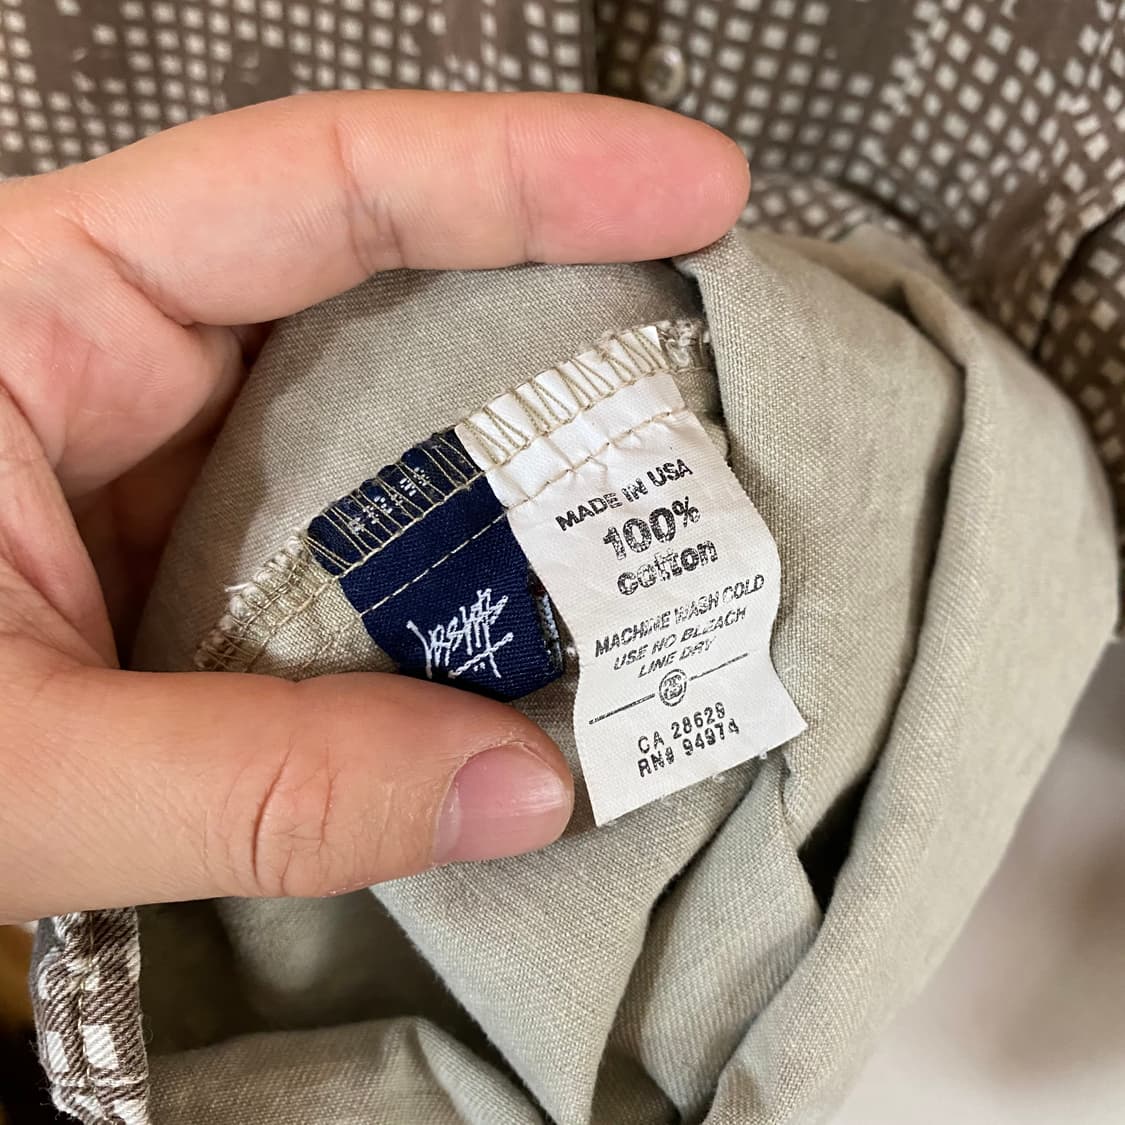 MADE IN USA
100%
cotton
MACHINE WASH COLD
USE NO BLEACH
LINE DRY
CA 28629
RN# 94974